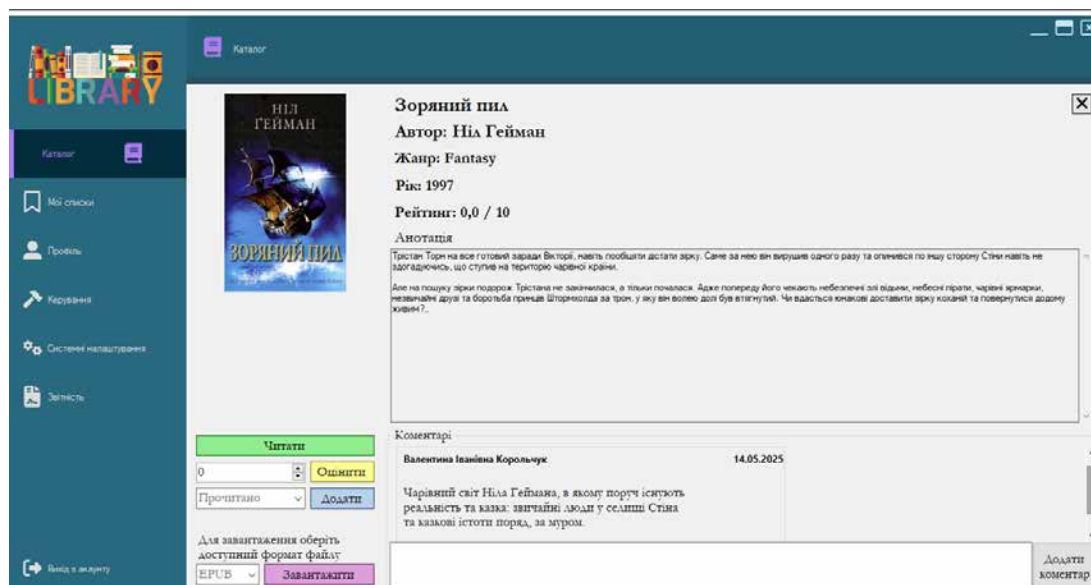 LIBRARY
Каталог
Каталог
Мої списки
Профіль
Керування
Системні налаштування
Звітність
Вихід з акаунту
НІЛ
ҐЕЙМАН
ЗОРЯНИЙ ПИЛ
Зоряний пил
Автор: Ніл Гейман
Жанр: Fantasy
Рік: 1997
Рейтинг: 0,0 / 10
Анотація
Трістан Торн на все готовий заради Вікторії, навіть пообіцяти дістати зірку. Саме за нею він вирушив одного разу та опинився по іншу сторону Стіни навіть не
здогадуючись, що ступив на територію чарівної країни.
Але на пошуку зірки подорож Трістана не закінчилася, а тільки почалася. Адже попереду його чекають небезпечні злі відьми, небесні пірати, чарівні ярмарки,
незвичайні друзі та боротьба принців Штормхолда за трон, у яку він волею долі був втягнутий. Чи вдасться юнакові доставити зірку коханій та повернутися додому
живим?..
Читати
0
Оцінити
Прочитано
Додати
Для завантаження оберіть
доступний формат файлу
EPUB
Завантажити
Коментарі
Валентина Іванівна Корольчук 14.05.2025
Чарівний світ Ніла Геймана, в якому поруч існують
реальність та казка: звичайні люди у селищі Стіна
та казкові істоти поряд, за муром.
Додати
коментар